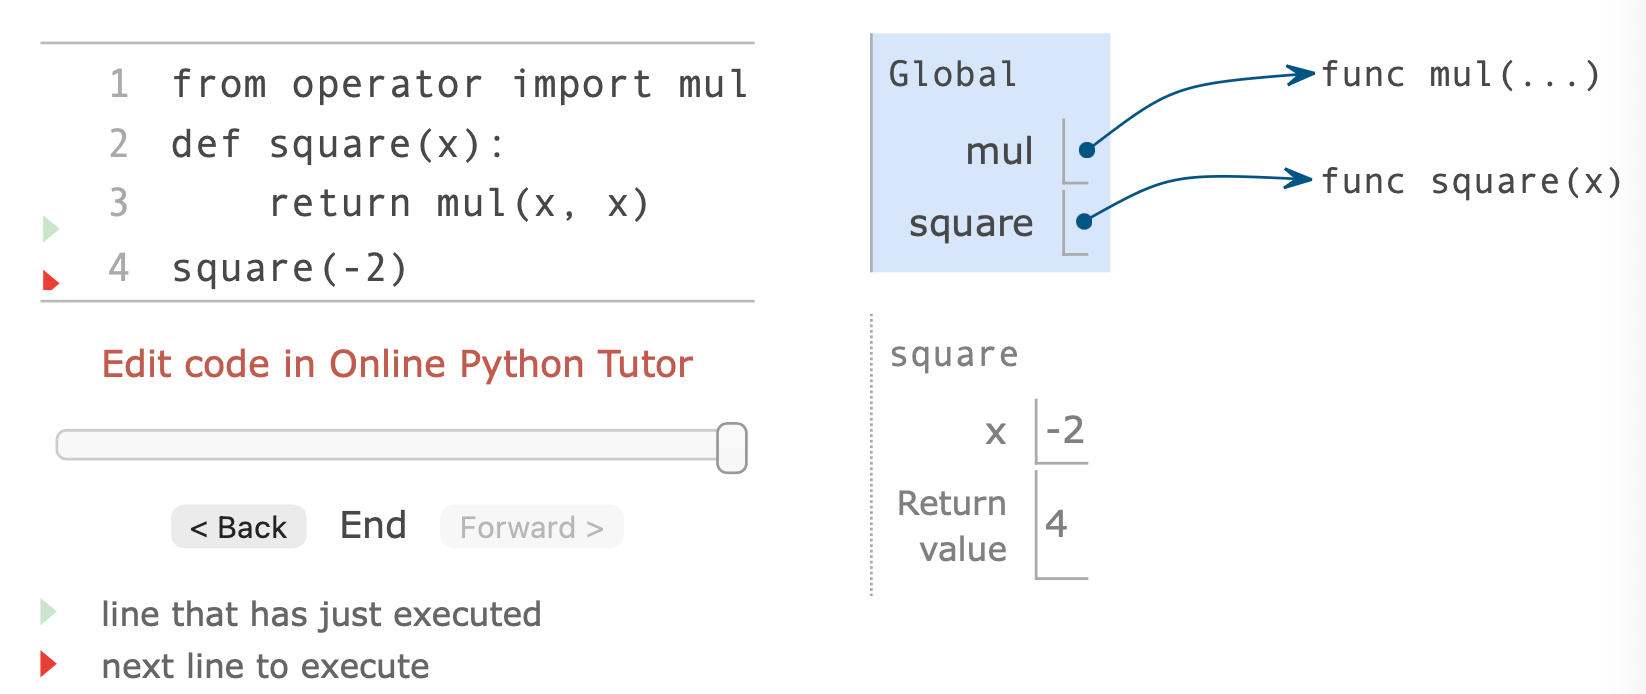 1 from operator import mul
2 def square(x):
3     return mul(x, x)
4 square(-2)
Edit code in Online Python Tutor
< Back End Forward >
line that has just executed
next line to execute
Global
mul
square
func mul(...)
func square(x)
square
x -2
Return
value 4